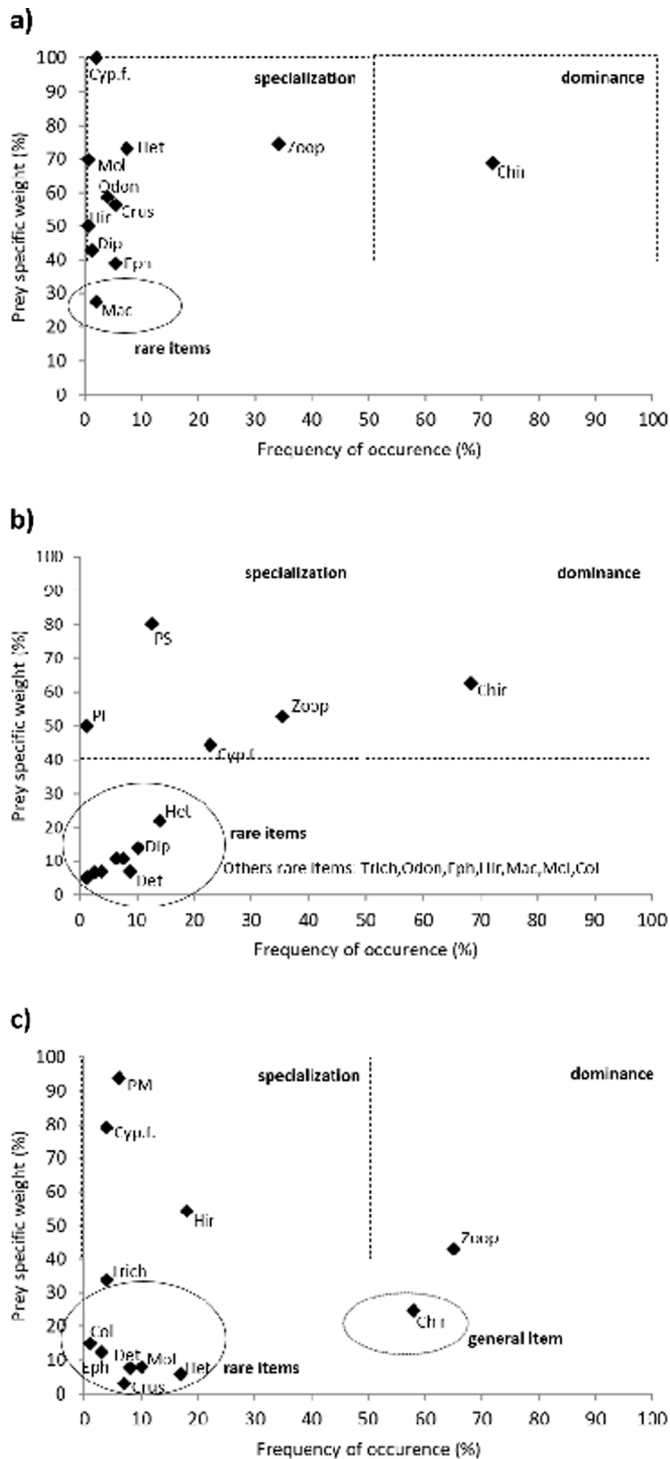 a)
100
90
80
70
60
50
40
30
20
10
0
Prey specific weight (%)
specialization
dominance
Cyp.f.
Het
Zoop
Chir
Mol
Odon
Crus
Hir
Dip
Eph
Mac
rare items
0 10 20 30 40 50 60 70 80 90 100
Frequency of occurence (%)
b)
100
90
80
70
60
50
40
30
20
10
0
Prey specific weight (%)
specialization
dominance
PS
Chir
Zoop
Cyp.f.
Het
rare items
Dip
Det
Others rare items: Trich,Odon,Eph,Hir,Mac,Mol,Col
0 10 20 30 40 50 60 70 80 90 100
Frequency of occurence (%)
c)
100
90
80
70
60
50
40
30
20
10
0
Prey specific weight (%)
specialization
dominance
PM
Cyp.f.
Hir
Zoop
Trich
Chir
general item
Col
Eph
Det
Mol
Het
rare items
Crus
0 10 20 30 40 50 60 70 80 90 100
Frequency of occurence (%)